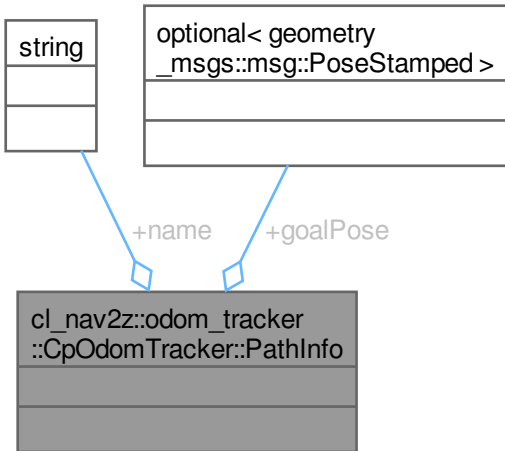 string
optional< geometry
_msgs::msg::PoseStamped >
+name
+goalPose
cl_nav2z::odom_tracker
::CpOdomTracker::PathInfo